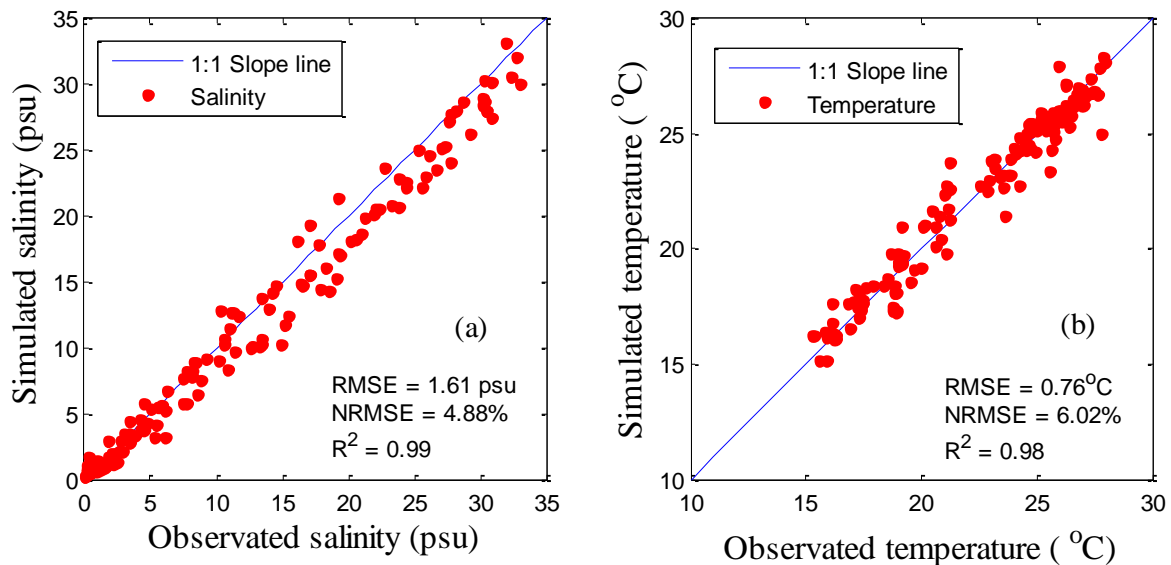 35
30
25
20
15
10
5
0
Simulated salinity (psu)
1:1 Slope line
Salinity
(a)
RMSE = 1.61 psu
NRMSE = 4.88%
R² = 0.99
0 5 10 15 20 25 30 35
Observated salinity (psu)
30
25
20
15
10
Simulated temperature ( °C)
1:1 Slope line
Temperature
(b)
RMSE = 0.76°C
NRMSE = 6.02%
R² = 0.98
10 15 20 25 30
Observated temperature ( °C)